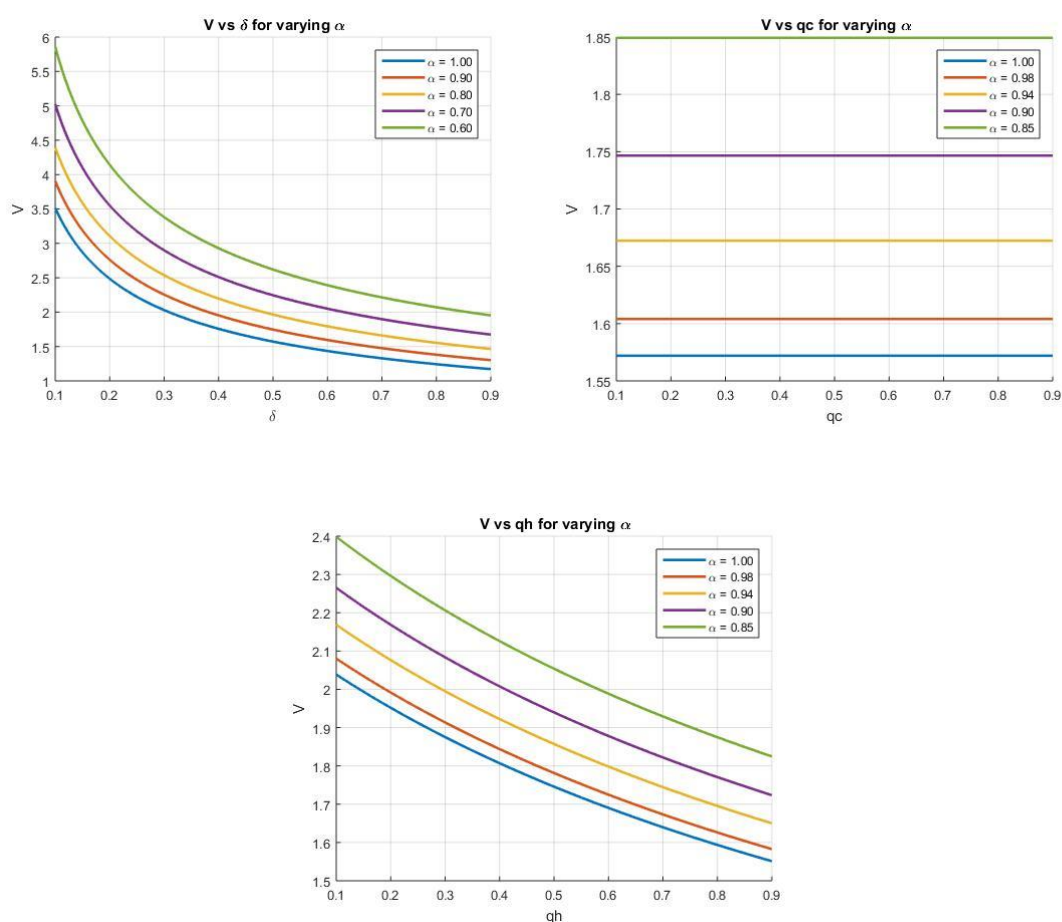 V vs δ for varying α
6
5.5
5
4.5
4
3.5
3
2.5
2
1.5
1
V
α = 1.00
α = 0.90
α = 0.80
α = 0.70
α = 0.60
0.1 0.2 0.3 0.4 0.5 0.6 0.7 0.8 0.9
δ
V vs qc for varying α
1.85
1.8
1.75
1.7
1.65
1.6
1.55
V
α = 1.00
α = 0.98
α = 0.94
α = 0.90
α = 0.85
0.1 0.2 0.3 0.4 0.5 0.6 0.7 0.8 0.9
qc
V vs qh for varying α
2.4
2.3
2.2
2.1
2
1.9
1.8
1.7
1.6
1.5
V
α = 1.00
α = 0.98
α = 0.94
α = 0.90
α = 0.85
0.1 0.2 0.3 0.4 0.5 0.6 0.7 0.8 0.9
qh